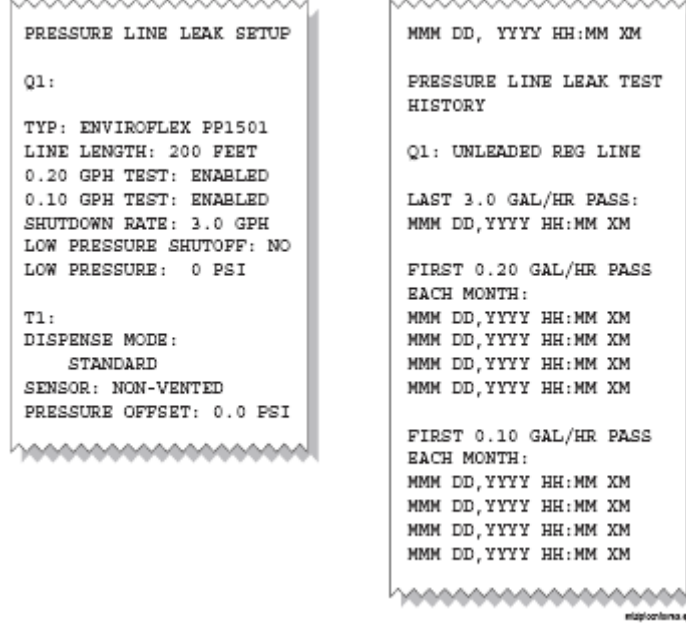 PRESSURE LINE LEAK SETUP
Q1:
TYP: ENVIROFLEX PP1501
LINE LENGTH: 200 FEET
0.20 GPH TEST: ENABLED
0.10 GPH TEST: ENABLED
SHUTDOWN RATE: 3.0 GPH
LOW PRESSURE SHUTOFF: NO
LOW PRESSURE: 0 PSI
T1:
DISPENSE MODE:
STANDARD
SENSOR: NON-VENTED
PRESSURE OFFSET: 0.0 PSI
MMM DD, YYYY HH:MM XM
PRESSURE LINE LEAK TEST
HISTORY
Q1: UNLEADED REG LINE
LAST 3.0 GAL/HR PASS:
MMM DD,YYYY HH:MM XM
FIRST 0.20 GAL/HR PASS
EACH MONTH:
MMM DD,YYYY HH:MM XM
MMM DD,YYYY HH:MM XM
MMM DD,YYYY HH:MM XM
MMM DD,YYYY HH:MM XM
FIRST 0.10 GAL/HR PASS
EACH MONTH:
MMM DD,YYYY HH:MM XM
MMM DD,YYYY HH:MM XM
MMM DD,YYYY HH:MM XM
MMM DD,YYYY HH:MM XM